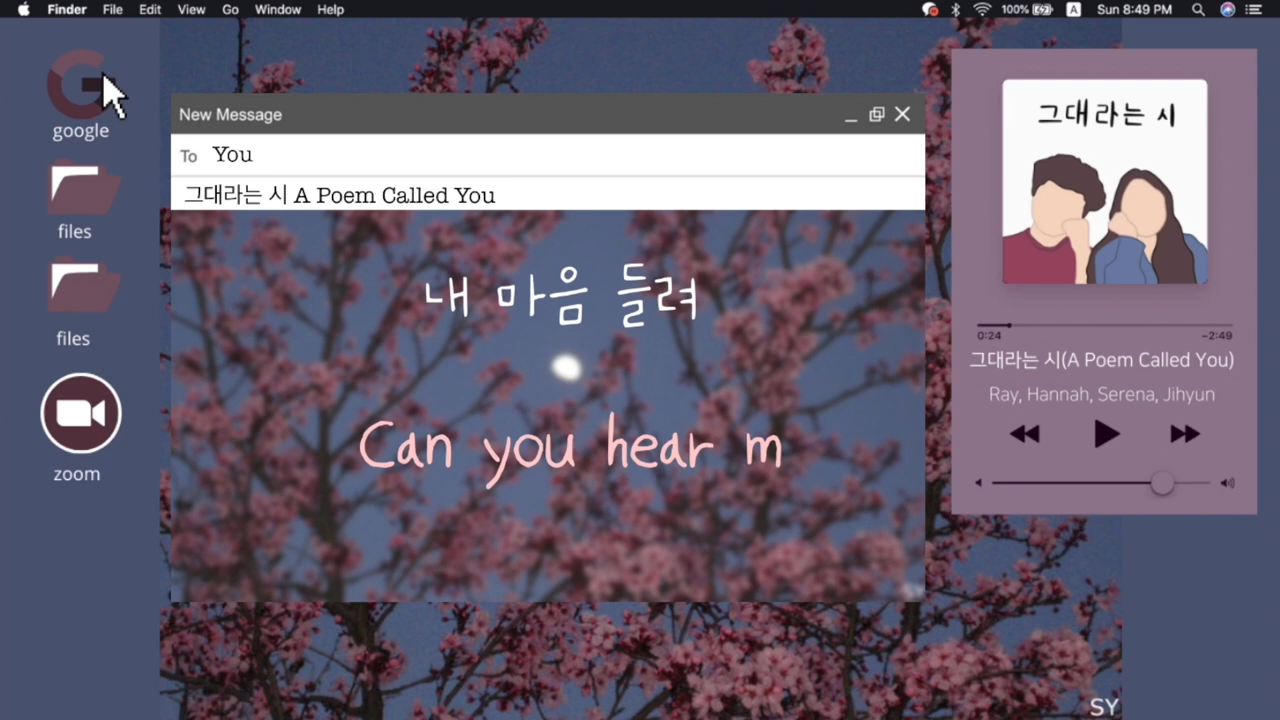 Finder File Edit View Go Window Help
100%
A
Sun 8:49 PM
google
files
files
zoom
New Message
To You
그대라는 시 A Poem Called You
내 마음 들려
Can you hear m
그대라는 시
0:24 -2:49
그대라는 시(A Poem Called You)
Ray, Hannah, Serena, Jihyun
SY